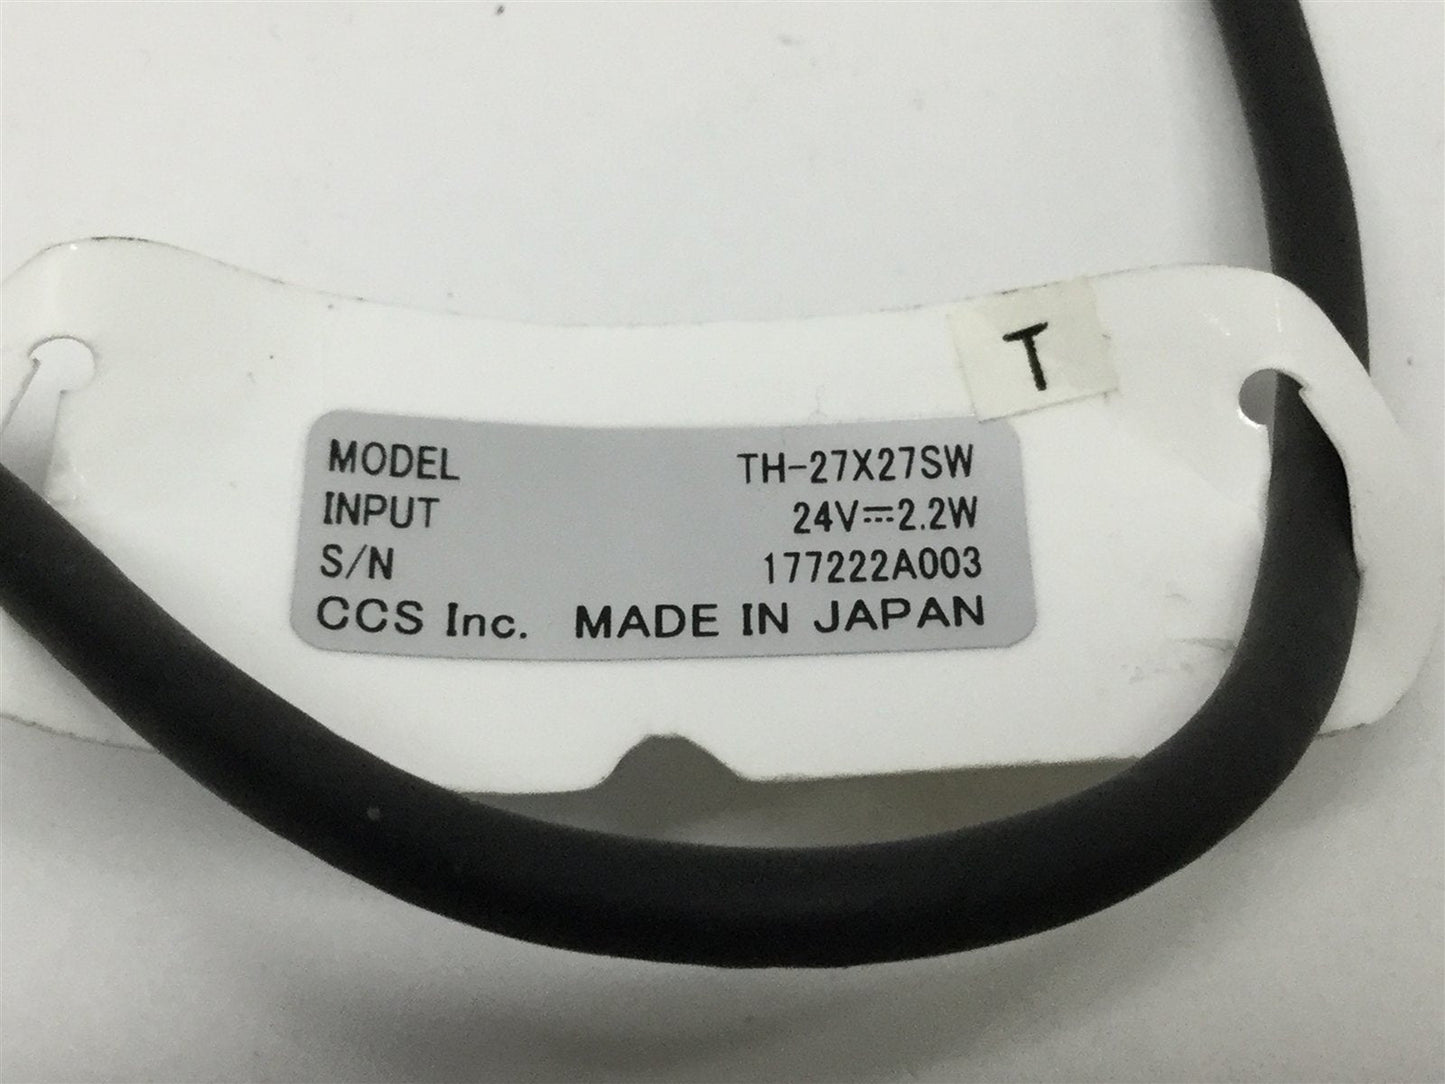 T
MODEL TH-27X27SW
INPUT 24V⎓2.2W
S/N 177222A003
CCS Inc. MADE IN JAPAN